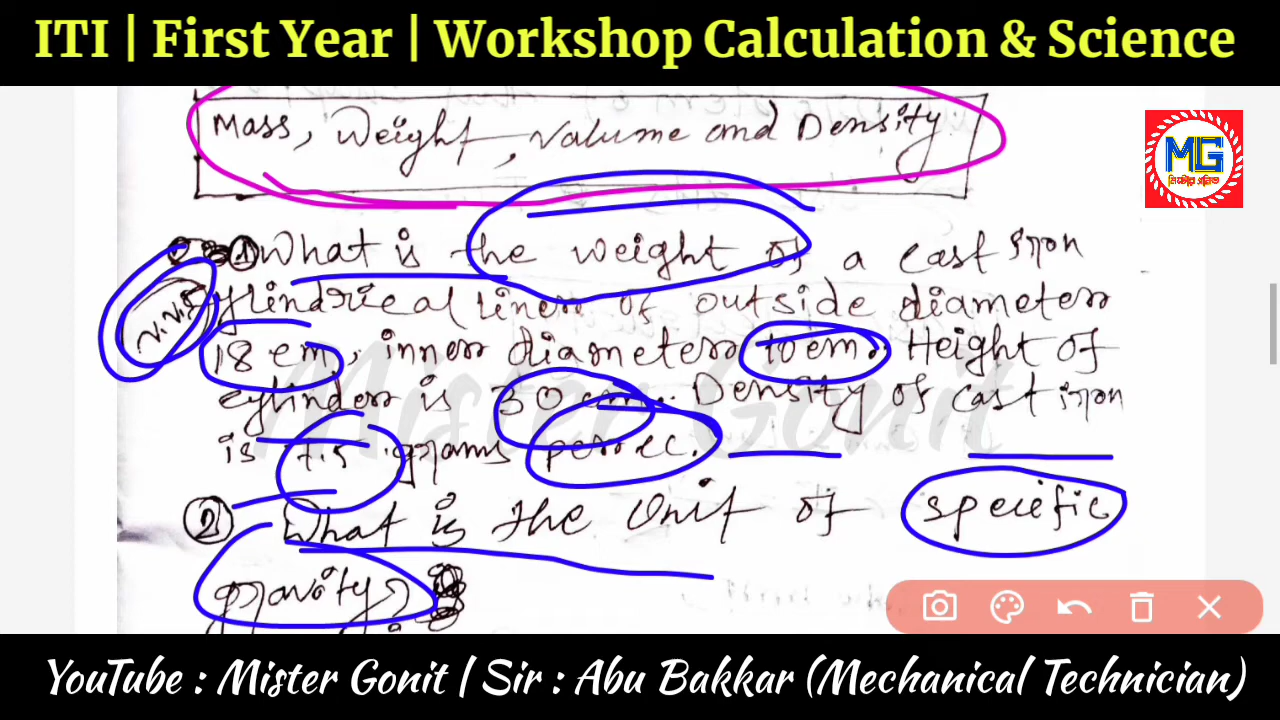 ITI | First Year | Workshop Calculation & Science
Mass, Weight, Volume and Density
MG
মিস্টার গণিত
① What is the weight of a cast iron
V.V.I
cylindrical liner of outside diameter
18 cm, inner diameter 10 cm. Height of
cylinder is 30 cm. Density of cast iron
is 7.5 grams per cc.
Mister Gonit
② What is the Unit of specific
gravity?
YouTube : Mister Gonit | Sir : Abu Bakkar (Mechanical Technician)